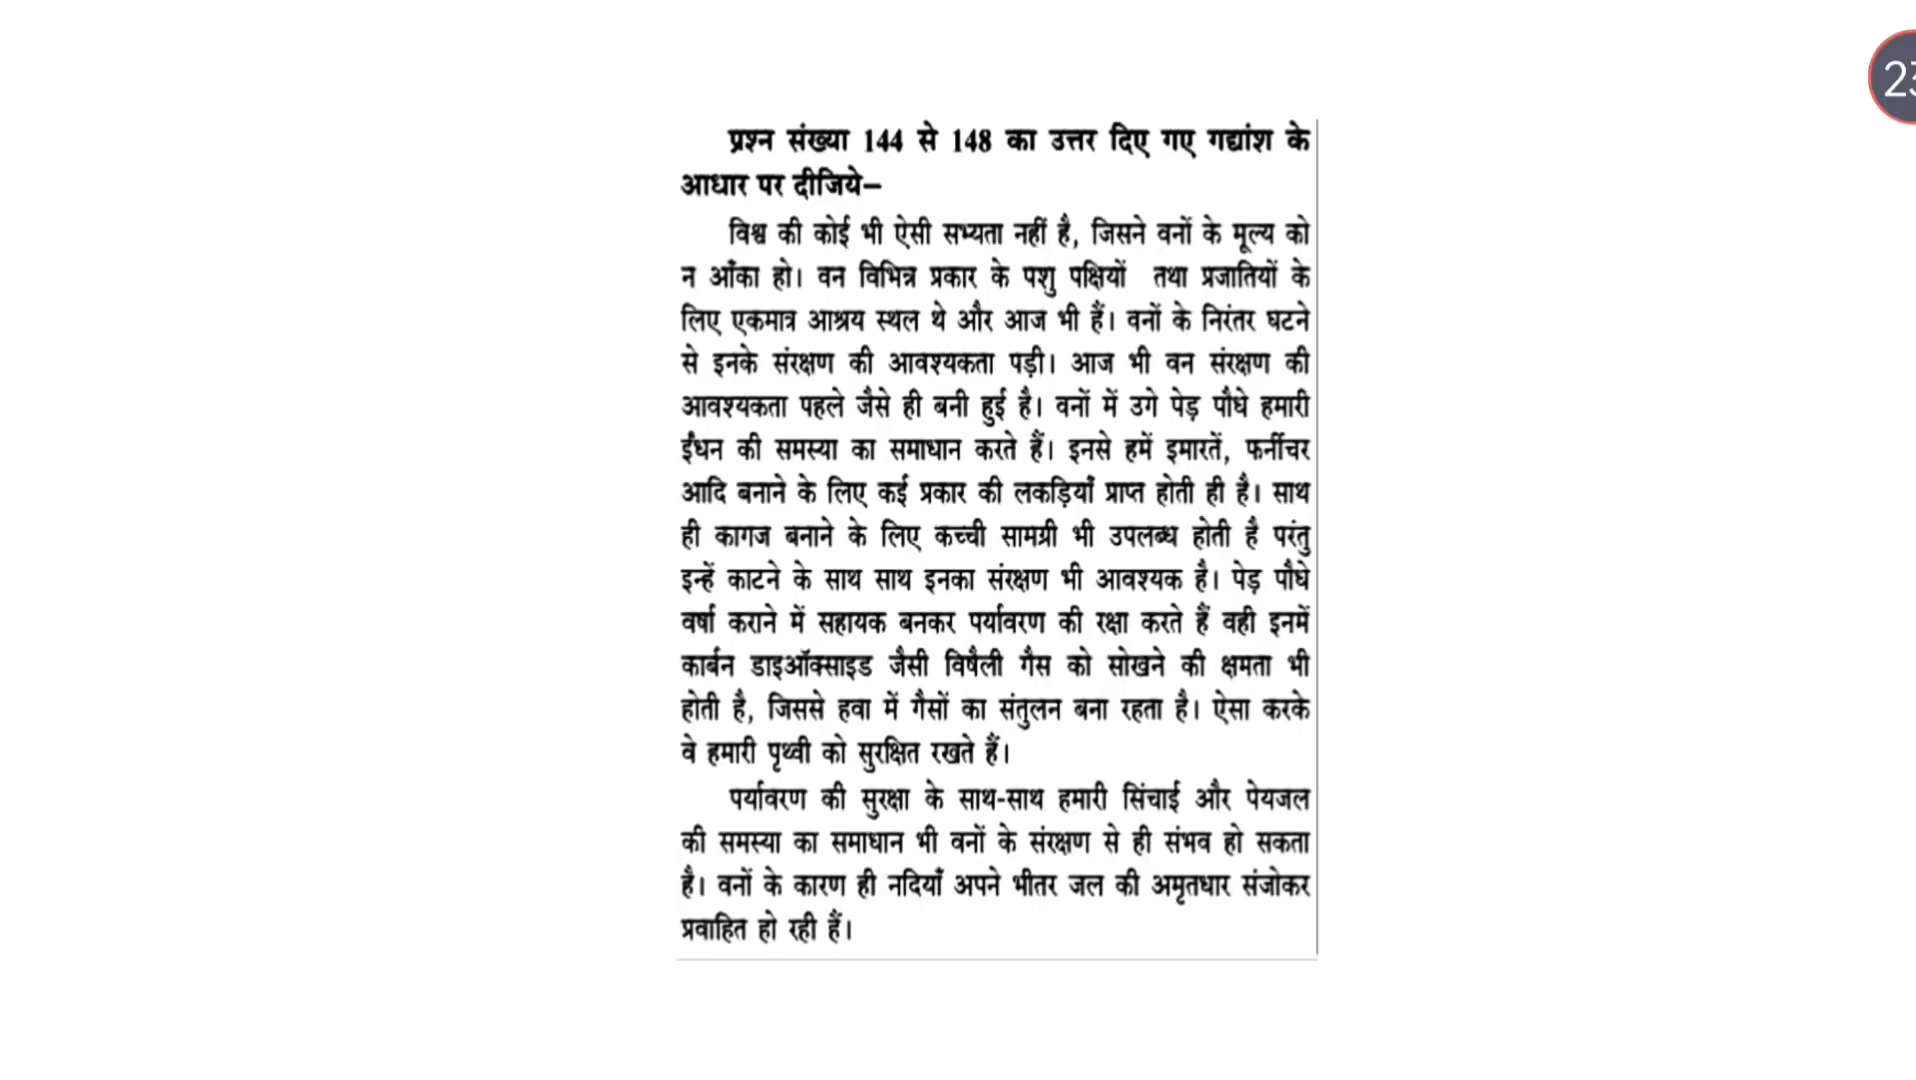 23
प्रश्न संख्या 144 से 148 का उत्तर दिए गए गद्यांश के
आधार पर दीजिये–
विश्व की कोई भी ऐसी सभ्यता नहीं है, जिसने वनों के मूल्य को
न आँका हो। वन विभिन्न प्रकार के पशु पक्षियों तथा प्रजातियों के
लिए एकमात्र आश्रय स्थल थे और आज भी हैं। वनों के निरंतर घटने
से इनके संरक्षण की आवश्यकता पड़ी। आज भी वन संरक्षण की
आवश्यकता पहले जैसे ही बनी हुई है। वनों में उगे पेड़ पौधे हमारी
ईंधन की समस्या का समाधान करते हैं। इनसे हमें इमारतें, फर्नीचर
आदि बनाने के लिए कई प्रकार की लकड़ियाँ प्राप्त होती ही है। साथ
ही कागज बनाने के लिए कच्ची सामग्री भी उपलब्ध होती है परंतु
इन्हें काटने के साथ साथ इनका संरक्षण भी आवश्यक है। पेड़ पौधे
वर्षा कराने में सहायक बनकर पर्यावरण की रक्षा करते हैं वही इनमें
कार्बन डाइऑक्साइड जैसी विषैली गैस को सोखने की क्षमता भी
होती है, जिससे हवा में गैसों का संतुलन बना रहता है। ऐसा करके
वे हमारी पृथ्वी को सुरक्षित रखते हैं।
पर्यावरण की सुरक्षा के साथ-साथ हमारी सिंचाई और पेयजल
की समस्या का समाधान भी वनों के संरक्षण से ही संभव हो सकता
है। वनों के कारण ही नदियाँ अपने भीतर जल की अमृतधार संजोकर
प्रवाहित हो रही हैं।